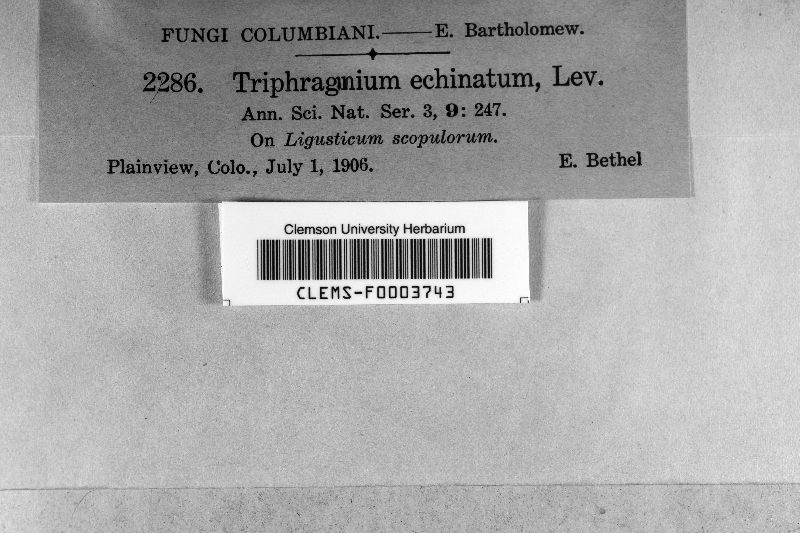 FUNGI COLUMBIANI.—E. Bartholomew.
2286. Triphragmium echinatum, Lev.
Ann. Sci. Nat. Ser. 3, 9: 247.
On Ligusticum scopulorum.
Plainview, Colo., July 1, 1906. E. Bethel
Clemson University Herbarium
CLEMS-F0003743